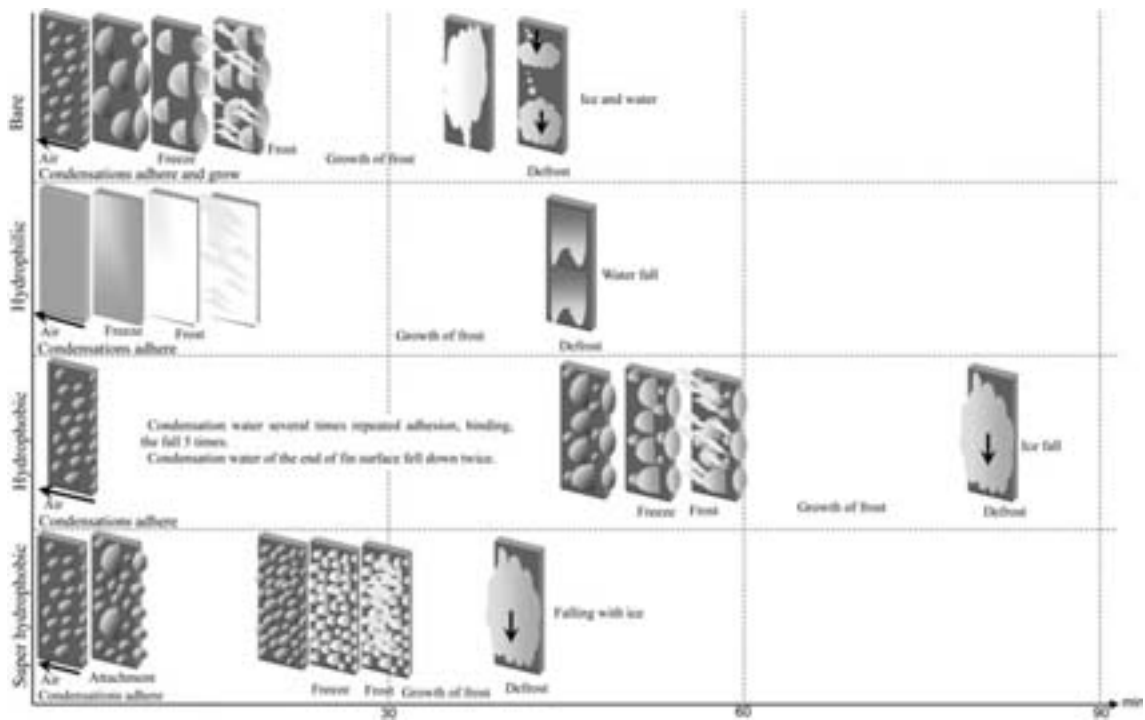 Bare
Air
Freeze
Frost
Growth of frost
Ice and water
Defrost
Condensations adhere and grow
Hydrophilic
Air
Freeze
Frost
Growth of frost
Water fall
Defrost
Condensations adhere
Hydrophobic
Condensation water several times repeated adhesion, binding,
the fall 5 times.
Condensation water of the end of fin surface fell down twice.
Air
Freeze
Frost
Growth of frost
Ice fall
Defrost
Condensations adhere
Super hydrophobic
Air
Attachment
Freeze
Frost
Growth of frost
Falling with ice
Defrost
Condensations adhere
30
60
90
min